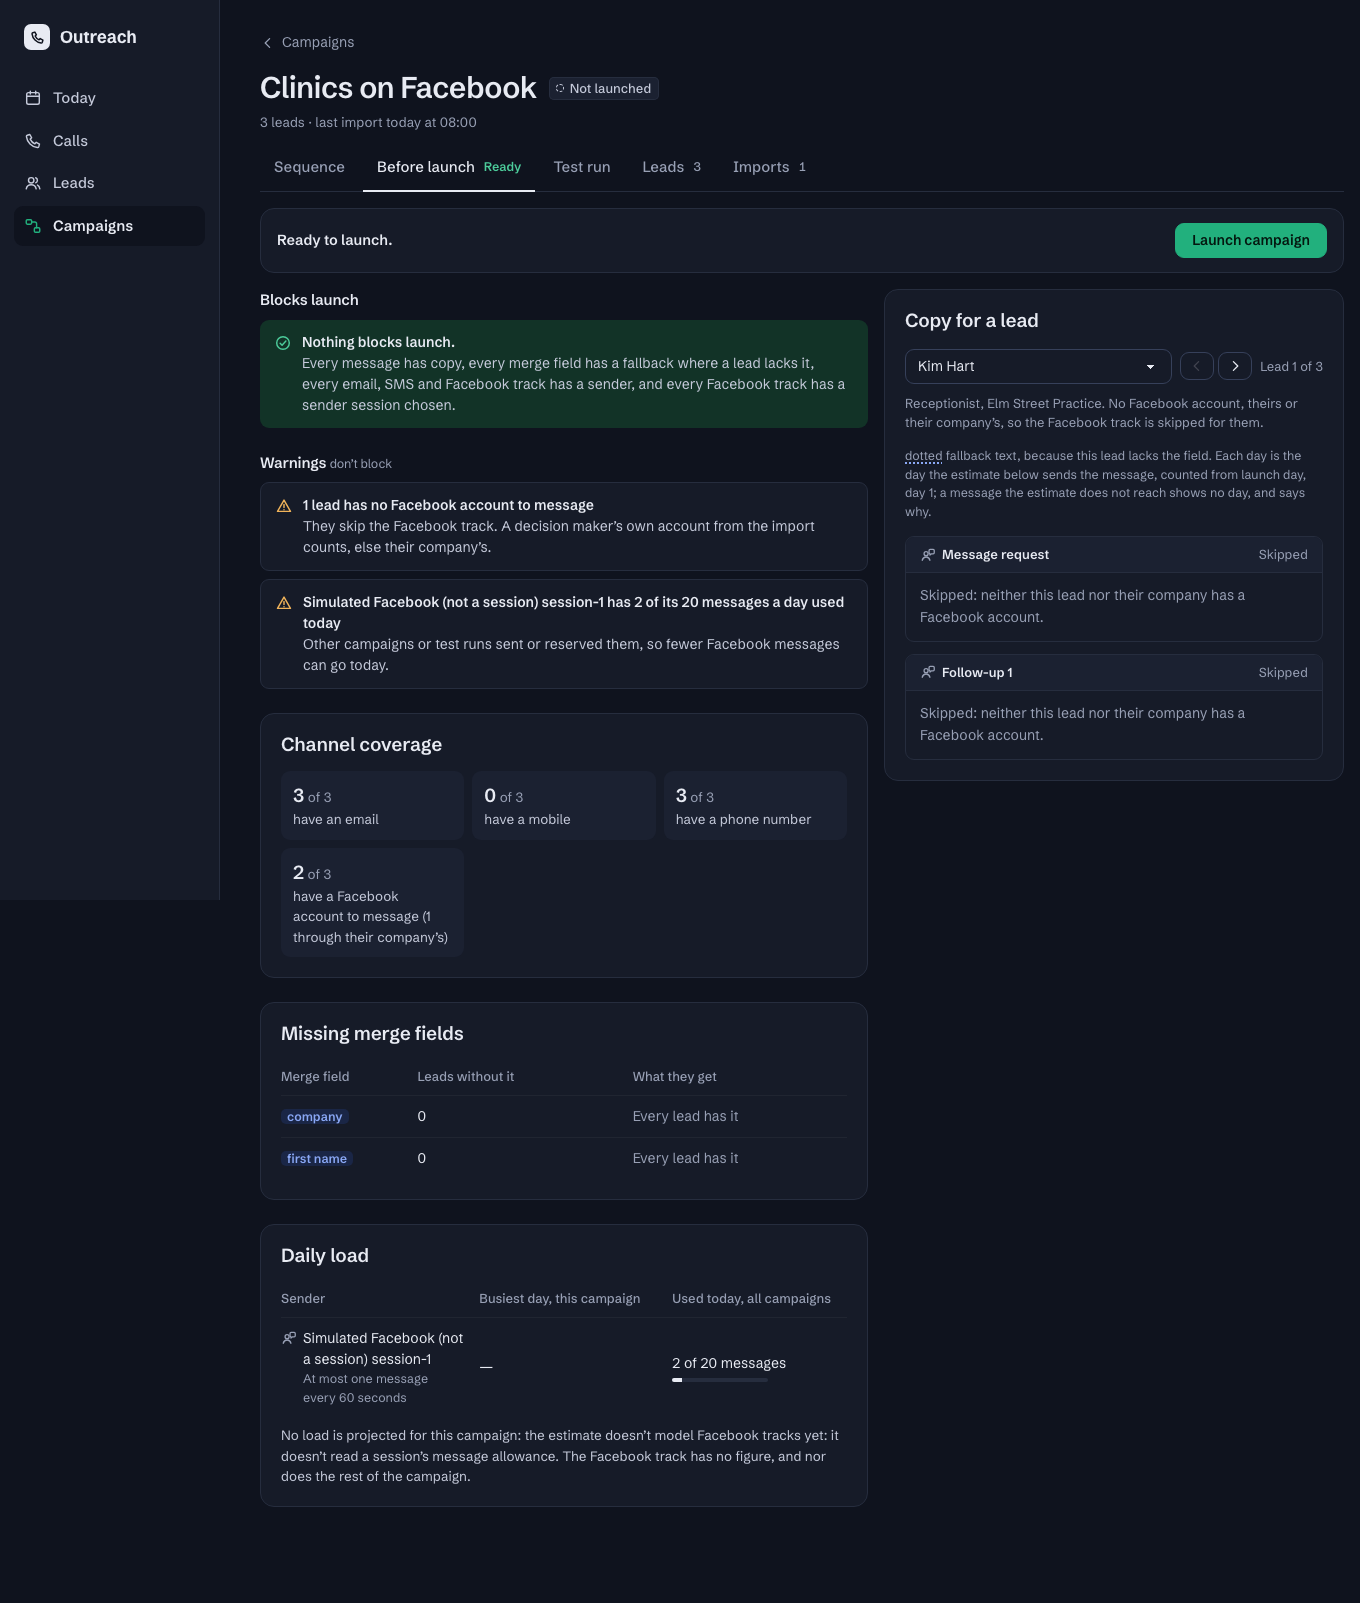 Outreach
Today
Calls
Leads
Campaigns
Campaigns
Clinics on Facebook
Not launched
3 leads · last import today at 08:00
Sequence
Before launch Ready
Test run
Leads 3
Imports 1
Ready to launch.
Launch campaign
Blocks launch
Nothing blocks launch.
Every message has copy, every merge field has a fallback where a lead lacks it,
every email, SMS and Facebook track has a sender, and every Facebook track has a
sender session chosen.
Warnings don’t block
1 lead has no Facebook account to message
They skip the Facebook track. A decision maker’s own account from the import
counts, else their company’s.
Simulated Facebook (not a session) session-1 has 2 of its 20 messages a day used
today
Other campaigns or test runs sent or reserved them, so fewer Facebook messages
can go today.
Channel coverage
3 of 3
have an email
0 of 3
have a mobile
3 of 3
have a phone number
2 of 3
have a Facebook
account to message (1
through their company’s)
Missing merge fields
Merge field
Leads without it
What they get
company
0
Every lead has it
first name
0
Every lead has it
Daily load
Sender
Busiest day, this campaign
Used today, all campaigns
Simulated Facebook (not
a session) session-1
At most one message
every 60 seconds
—
2 of 20 messages
No load is projected for this campaign: the estimate doesn’t model Facebook tracks yet: it
doesn’t read a session’s message allowance. The Facebook track has no figure, and nor
does the rest of the campaign.
Copy for a lead
Kim Hart
Lead 1 of 3
Receptionist, Elm Street Practice. No Facebook account, theirs or
their company’s, so the Facebook track is skipped for them.
dotted fallback text, because this lead lacks the field. Each day is the
day the estimate below sends the message, counted from launch day,
day 1; a message the estimate does not reach shows no day, and says
why.
Message request
Skipped
Skipped: neither this lead nor their company has a
Facebook account.
Follow-up 1
Skipped
Skipped: neither this lead nor their company has a
Facebook account.